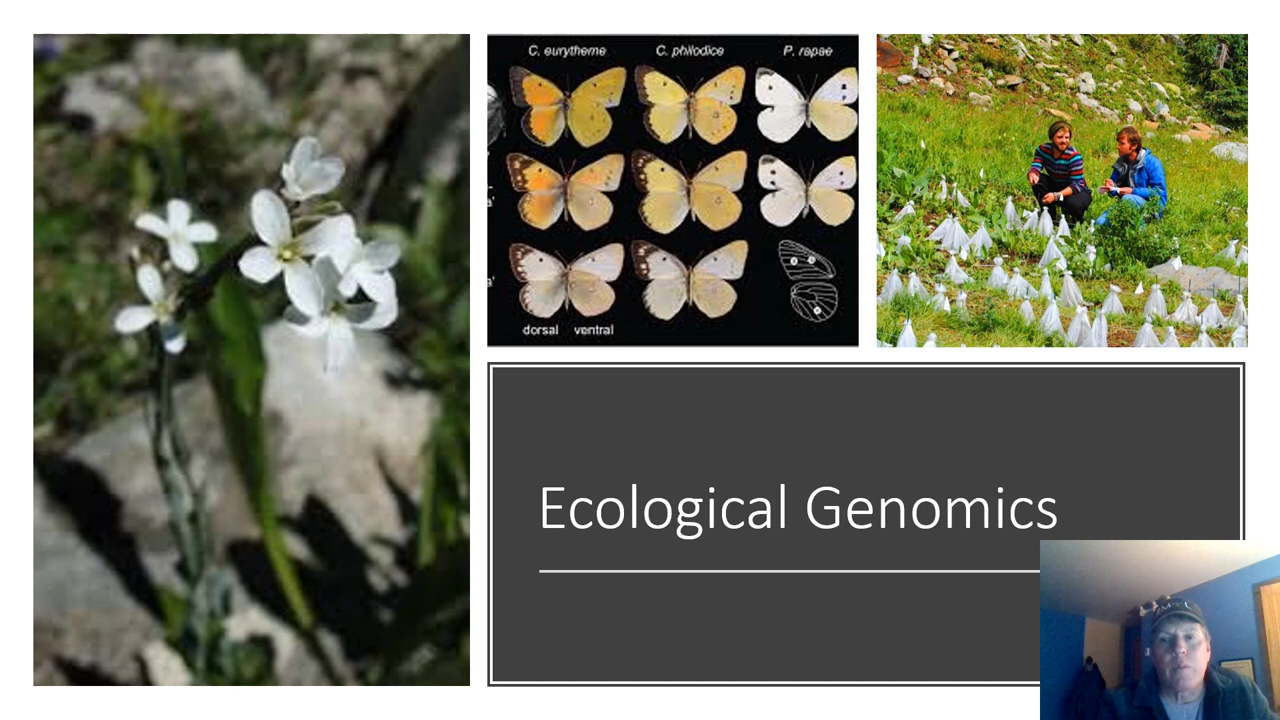 C. eurytheme C. philodice P. rapae
dorsal ventral
Ecological Genomics